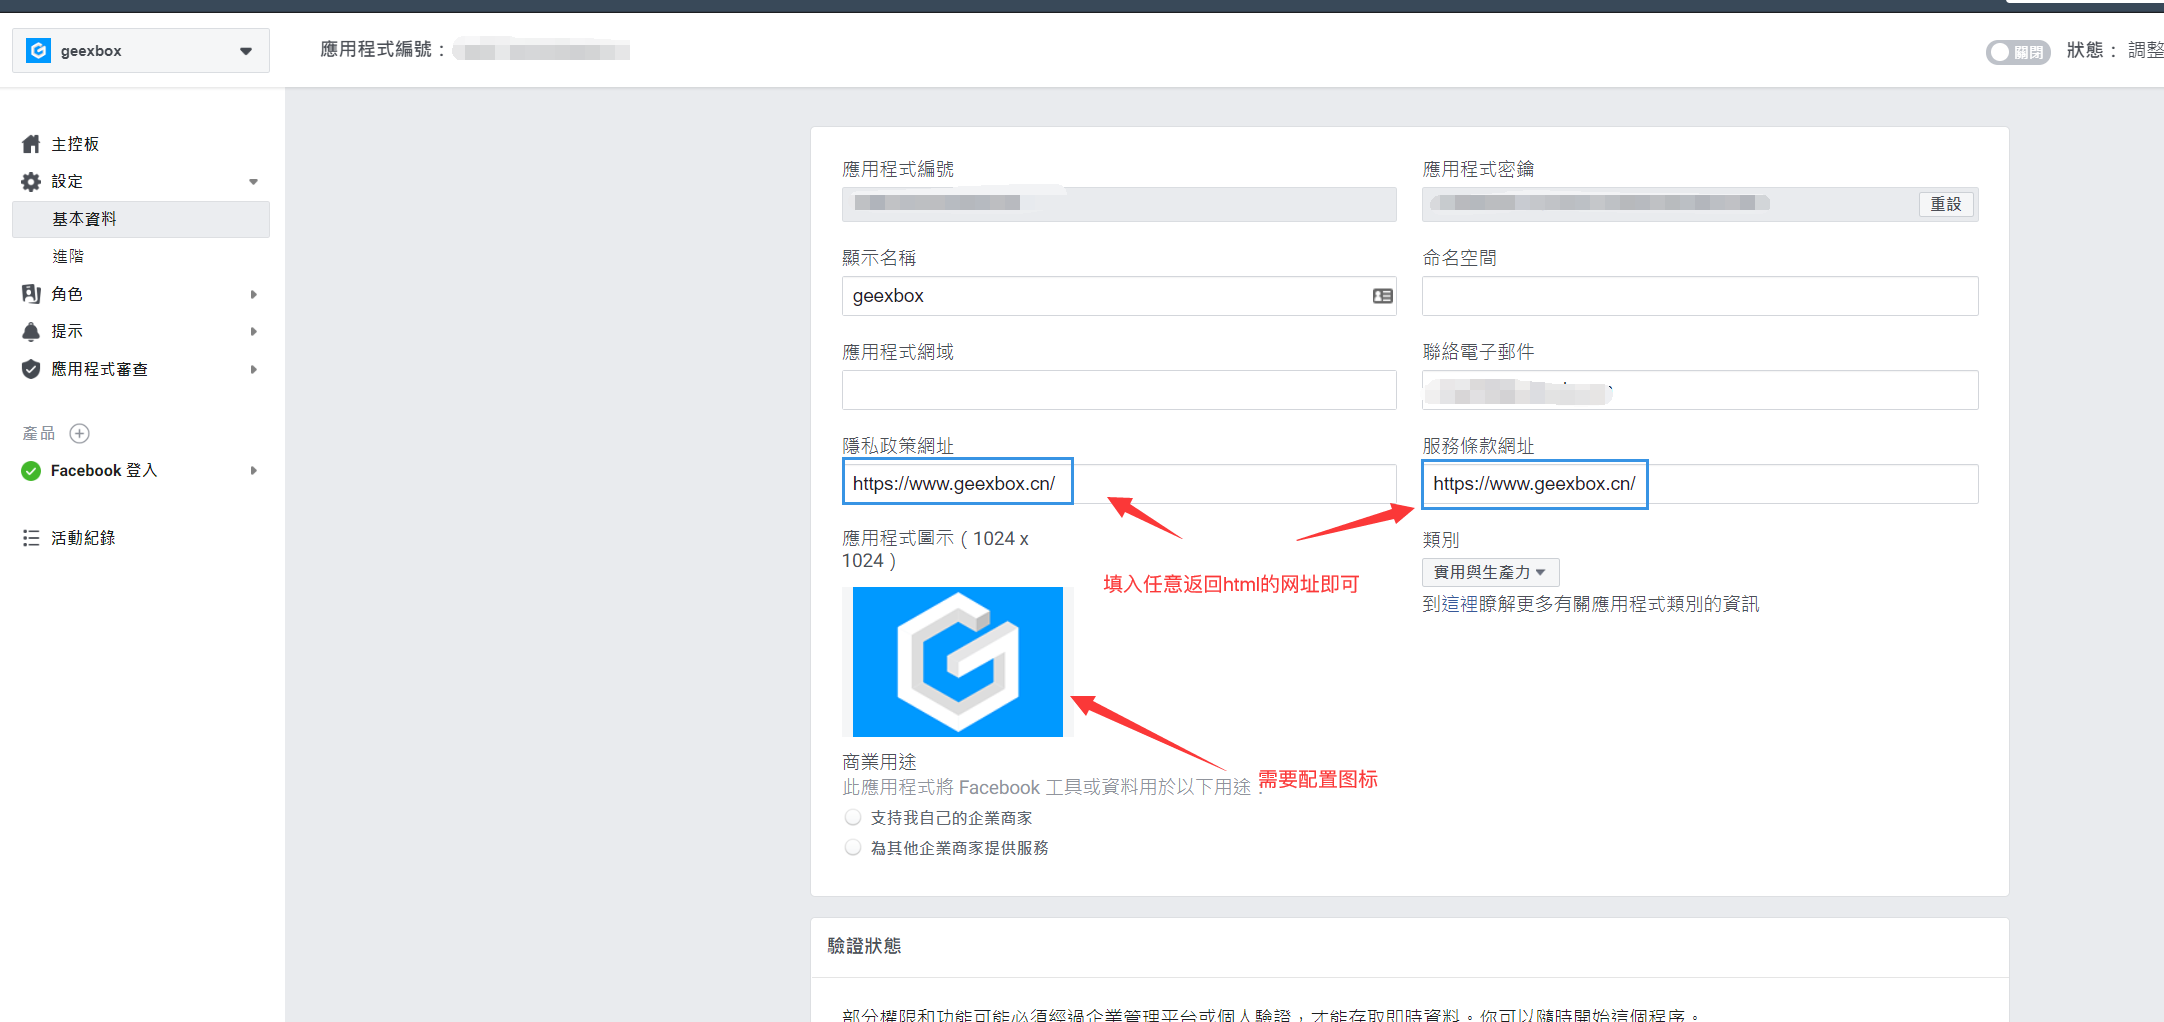 geexbox
應用程式編號：
關閉
狀態： 調整
主控板
設定
基本資料
進階
角色
提示
應用程式審查
產品
Facebook 登入
活動紀錄
應用程式編號
應用程式密鑰
重設
顯示名稱
命名空間
geexbox
應用程式網域
聯絡電子郵件
隱私政策網址
服務條款網址
https://www.geexbox.cn/
https://www.geexbox.cn/
應用程式圖示（1024 x
1024）
類別
實用與生產力
填入任意返回html的网址即可
到這裡瞭解更多有關應用程式類別的資訊
商業用途
此應用程式將 Facebook 工具或資料用於以下用途：
需要配置图标
支持我自己的企業商家
為其他企業商家提供服務
驗證狀態
部分權限和功能可能必須經過企業管理平台或個人驗證，才能存取即時資料。你可以隨時開始這個程序。